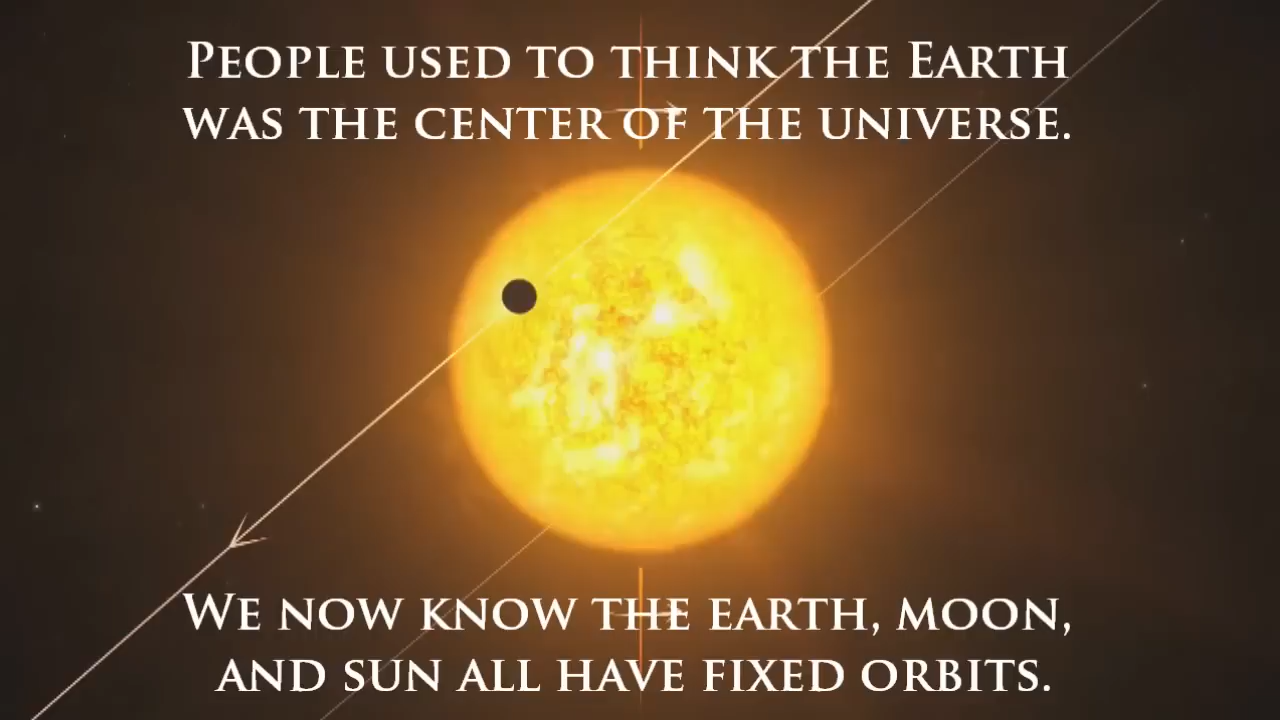 People used to think the Earth
was the center of the universe.
We now know the earth, moon,
and sun all have fixed orbits.